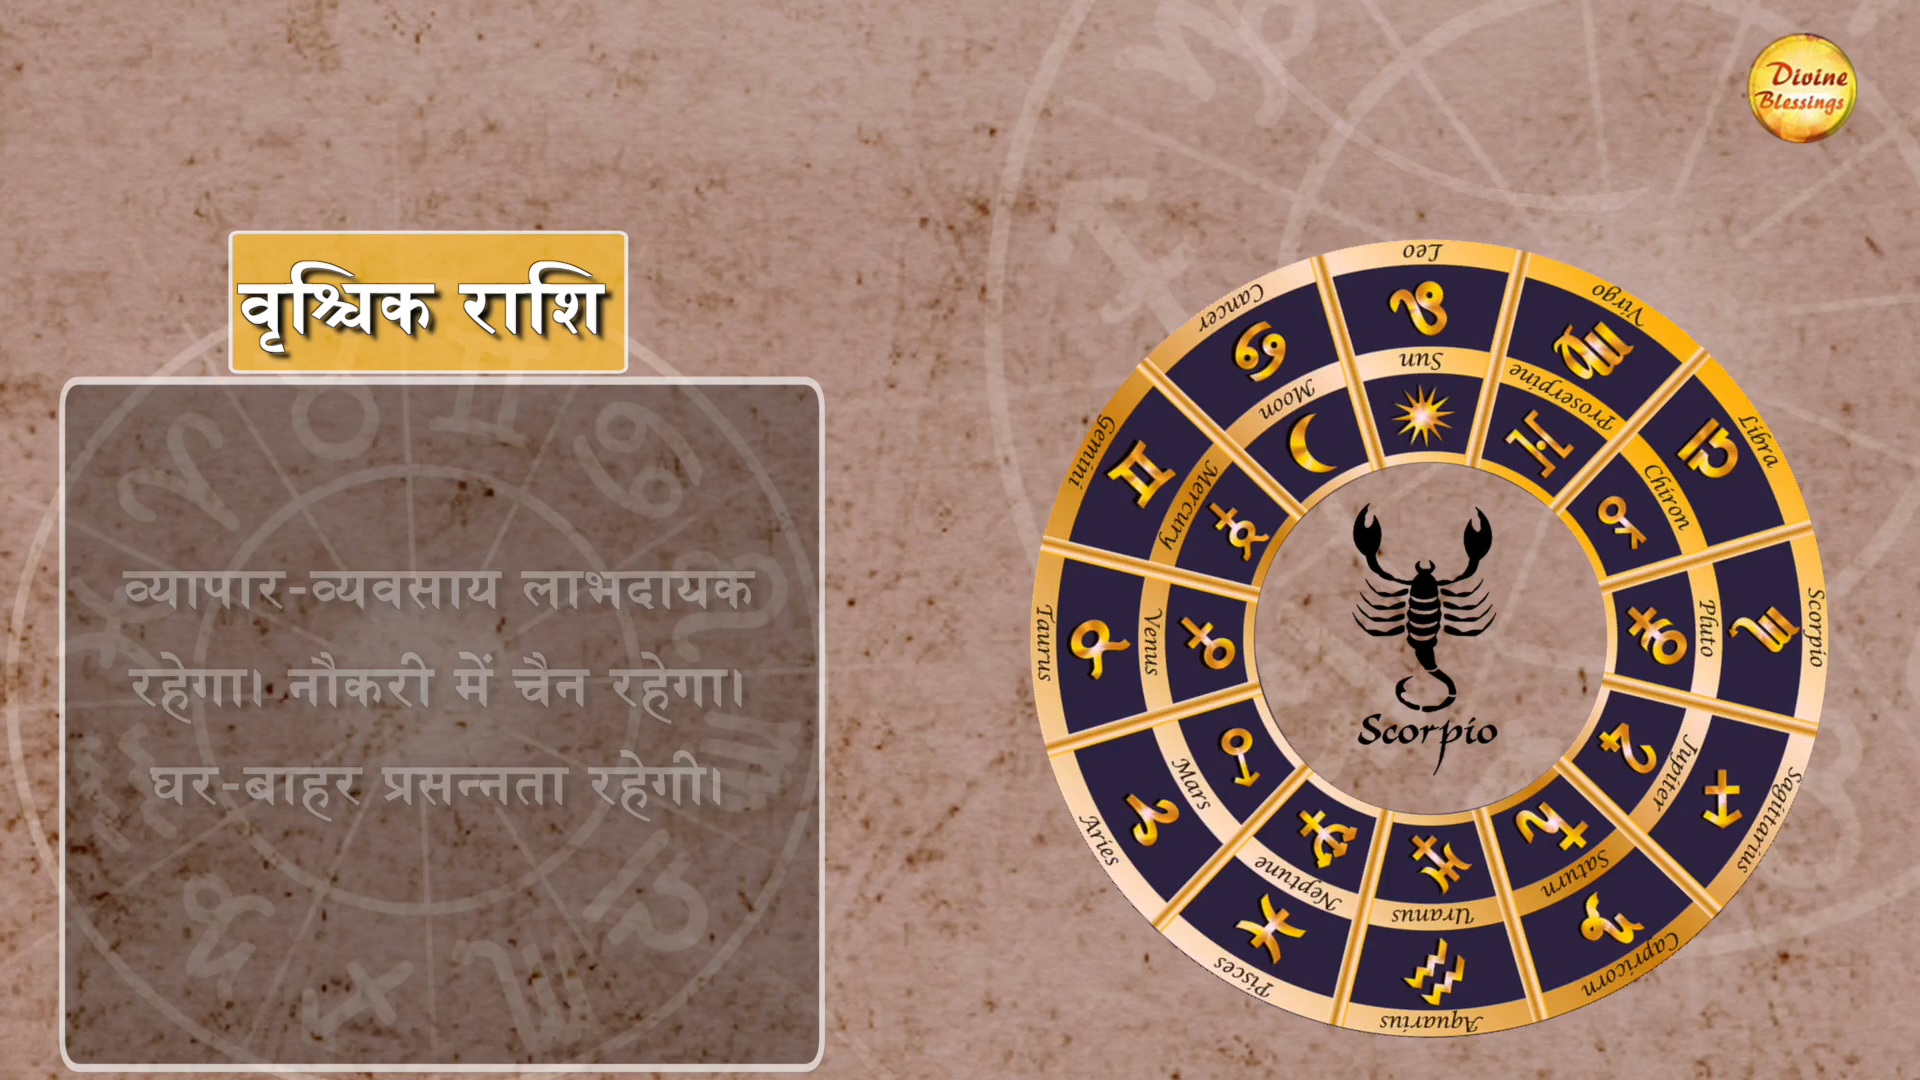 Divine
Blessings
वृश्चिक राशि
व्यापार-व्यवसाय लाभदायक
रहेगा। नौकरी में चैन रहेगा।
घर-बाहर प्रसन्नता रहेगी।
Leo
Virgo
Libra
Scorpio
Sagittarius
Capricorn
Aquarius
Pisces
Aries
Taurus
Gemini
Cancer
Sun
Proserpine
Chiron
Pluto
Jupiter
Saturn
Uranus
Neptune
Mars
Venus
Mercury
Moon
Scorpio